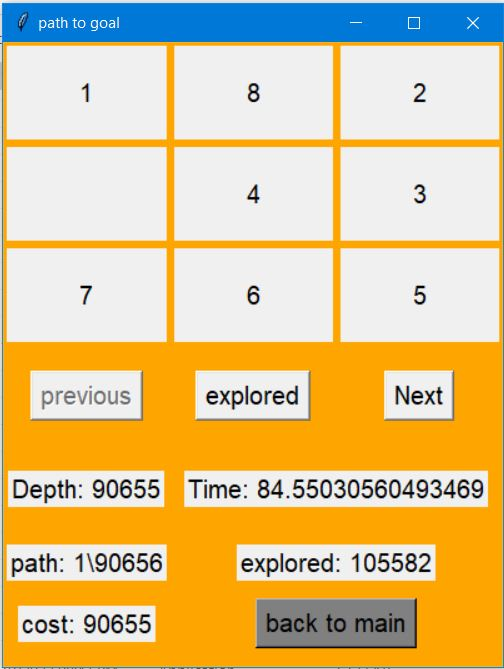 path to goal
1 8 2
4 3
7 6 5
previous explored Next
Depth: 90655 Time: 84.55030560493469
path: 1\90656 explored: 105582
cost: 90655 back to main